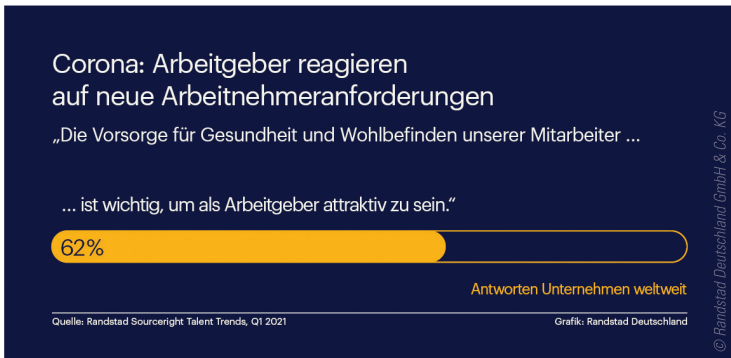 Corona: Arbeitgeber reagieren
auf neue Arbeitnehmeranforderungen
„Die Vorsorge für Gesundheit und Wohlbefinden unserer Mitarbeiter ...
... ist wichtig, um als Arbeitgeber attraktiv zu sein.“
62%
Antworten Unternehmen weltweit
Quelle: Randstad Sourceright Talent Trends, Q1 2021
Grafik: Randstad Deutschland
© Randstad Deutschland GmbH & Co. KG